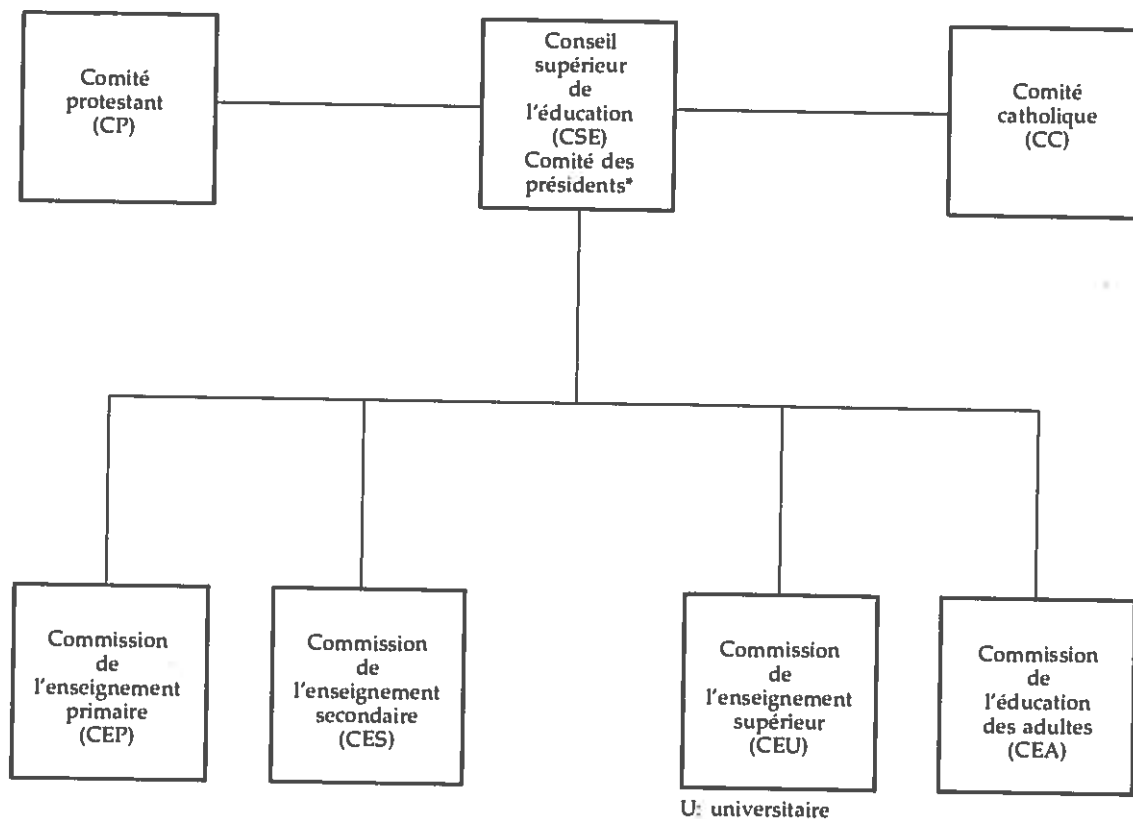 Comité
protestant
(CP)
Conseil
supérieur
de
l'éducation
(CSE)
Comité des
présidents*
Comité
catholique
(CC)
Commission
de
l'enseignement
primaire
(CEP)
Commission
de
l'enseignement
secondaire
(CES)
Commission
de
l'enseignement
supérieur
(CEU)
U: universitaire
Commission
de
l'éducation
des adultes
(CEA)